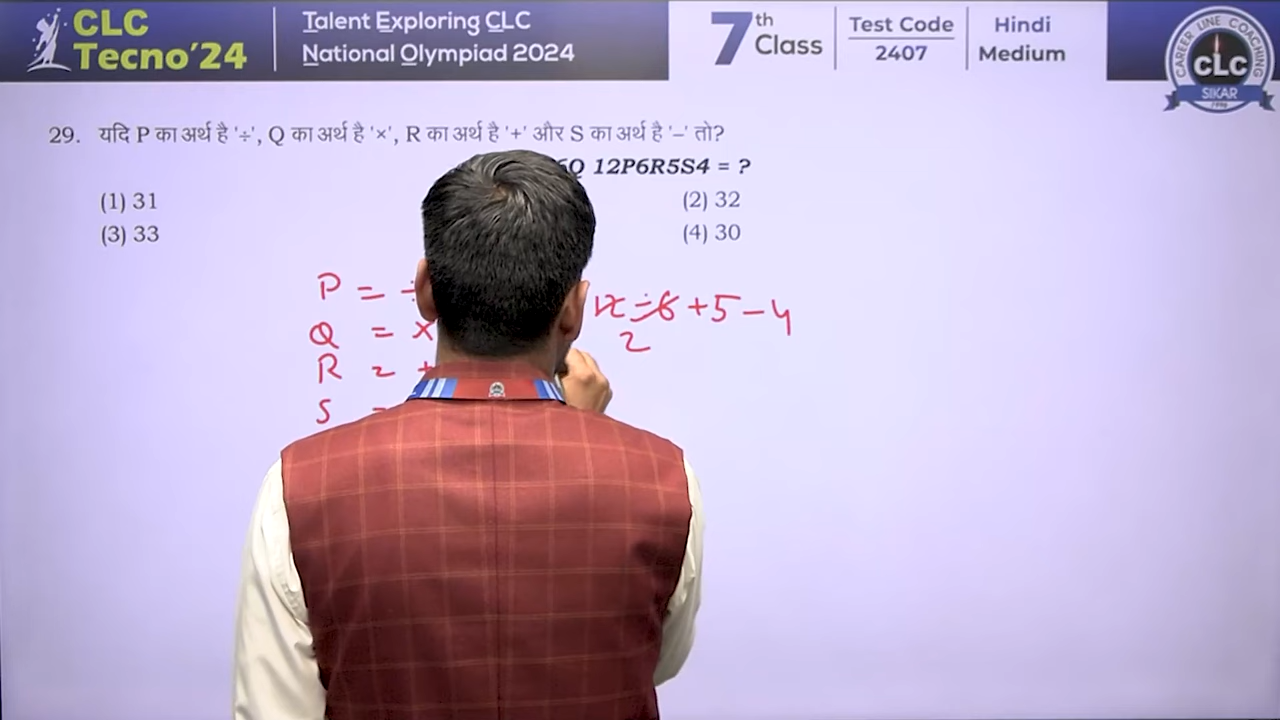 CLC
Tecno'24
Talent Exploring CLC
National Olympiad 2024
7th Class
Test Code
2407
Hindi
Medium
CAREER LINE COACHING
CLC
SIKAR
1996
29. यदि P का अर्थ है '÷', Q का अर्थ है '×', R का अर्थ है '+' और S का अर्थ है '–' तो?
12P6R5S4 = ?
(1) 31
(2) 32
(3) 33
(4) 30
P = ÷
12 ÷ 6 + 5 - 4
2
Q = ×
R = +
S =